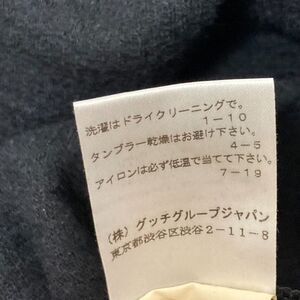 洗濯はドライクリーニングで。
1-10
タンブラー乾燥はお避け下さい。
4-5
アイロンは必ず低温で当てて下さい。
7-19
(株) グッチグループジャパン
東京都渋谷区渋谷2-11-8